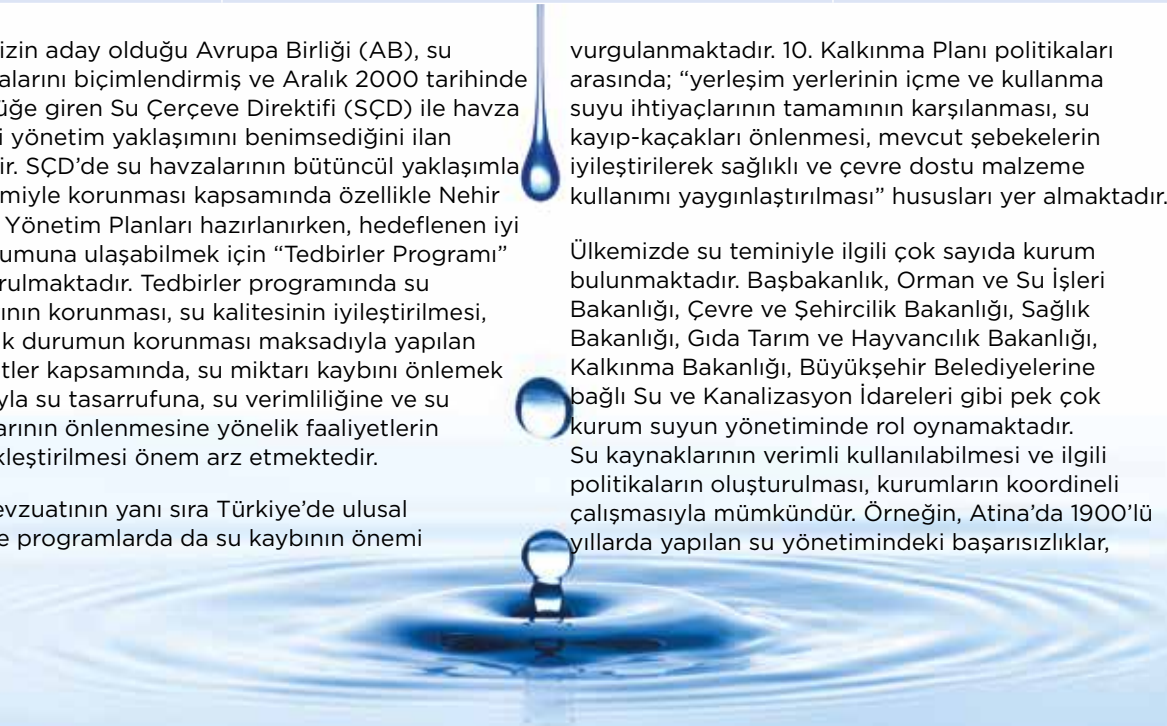 izin aday olduğu Avrupa Birliği (AB), su
alarını biçimlendirmiş ve Aralık 2000 tarihinde
üğe giren Su Çerçeve Direktifi (SÇD) ile havza
i yönetim yaklaşımını benimsediğini ilan
ir. SÇD’de su havzalarının bütüncül yaklaşımla
miyle korunması kapsamında özellikle Nehir
Yönetim Planları hazırlanırken, hedeflenen iyi
umuna ulaşabilmek için “Tedbirler Programı”
rulmaktadır. Tedbirler programında su
ının korunması, su kalitesinin iyileştirilmesi,
k durumun korunması maksadıyla yapılan
tler kapsamında, su miktarı kaybını önlemek
yla su tasarrufuna, su verimliliğine ve su
arının önlenmesine yönelik faaliyetlerin
kleştirilmesi önem arz etmektedir.
evzuatının yanı sıra Türkiye’de ulusal
e programlarda da su kaybının önemi
vurgulanmaktadır. 10. Kalkınma Planı politikaları
arasında; “yerleşim yerlerinin içme ve kullanma
suyu ihtiyaçlarının tamamının karşılanması, su
kayıp-kaçakları önlenmesi, mevcut şebekelerin
iyileştirilerek sağlıklı ve çevre dostu malzeme
kullanımı yaygınlaştırılması” hususları yer almaktadır.
Ülkemizde su teminiyle ilgili çok sayıda kurum
bulunmaktadır. Başbakanlık, Orman ve Su İşleri
Bakanlığı, Çevre ve Şehircilik Bakanlığı, Sağlık
Bakanlığı, Gıda Tarım ve Hayvancılık Bakanlığı,
Kalkınma Bakanlığı, Büyükşehir Belediyelerine
bağlı Su ve Kanalizasyon İdareleri gibi pek çok
kurum suyun yönetiminde rol oynamaktadır.
Su kaynaklarının verimli kullanılabilmesi ve ilgili
politikaların oluşturulması, kurumların koordineli
çalışmasıyla mümkündür. Örneğin, Atina’da 1900’lü
yıllarda yapılan su yönetimindeki başarısızlıklar,